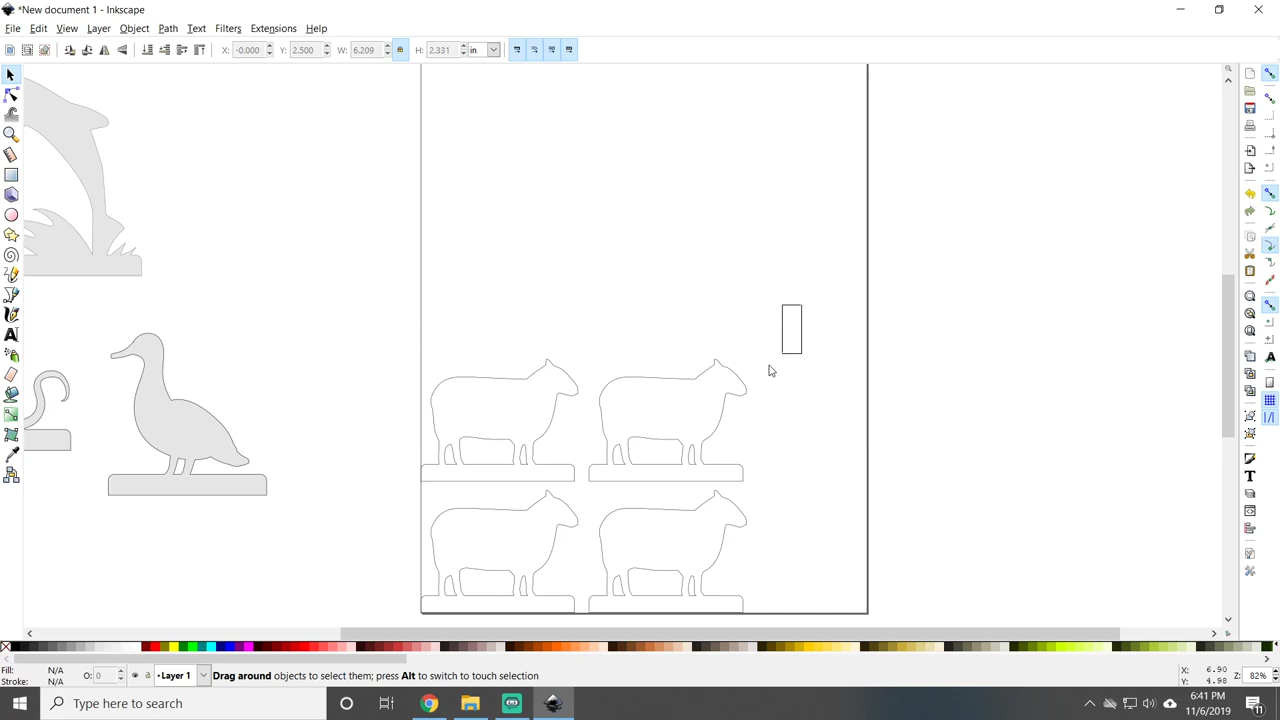 *New document 1 - Inkscape
File Edit View Layer Object Path Text Filters Extensions Help
X: -0.000 Y: 2.500 W: 6.209 H: 2.331 in
Fill: N/A
Stroke: N/A
O: 0
•Layer 1
Drag around objects to select them; press Alt to switch to touch selection
X: 6.90
Y: 4.98
Z: 82%
Type here to search
6:41 PM
11/6/2019
11